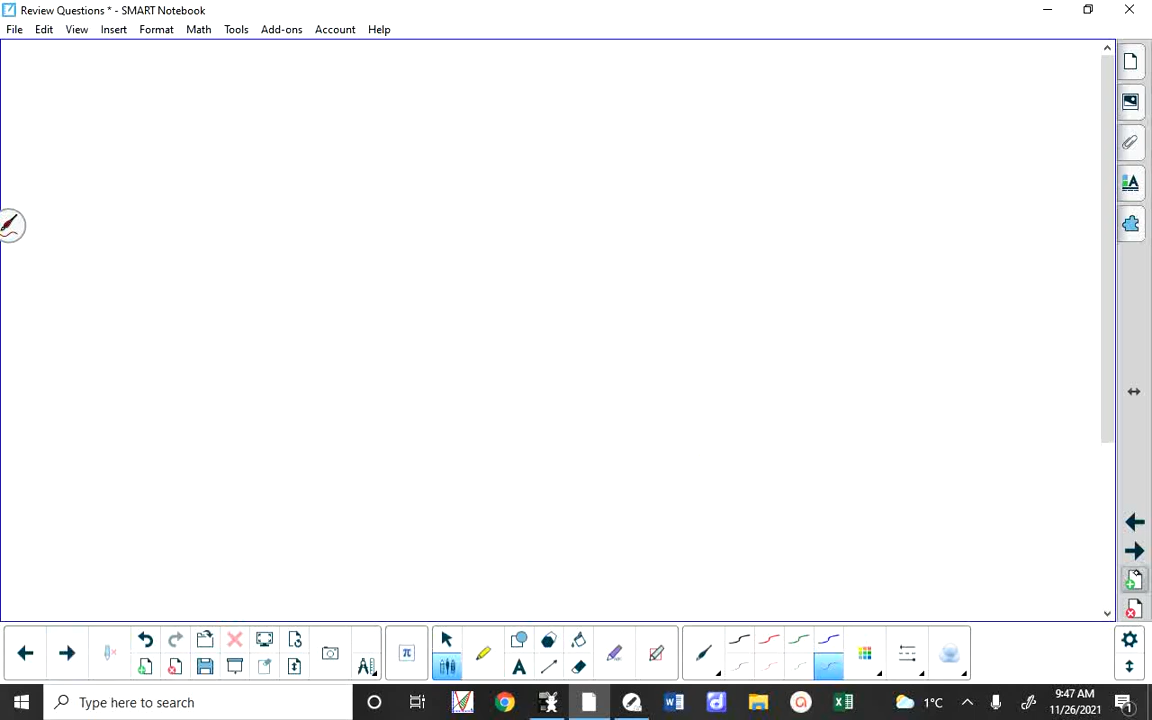 Review Questions * - SMART Notebook
File Edit View Insert Format Math Tools Add-ons Account Help
π
A
Type here to search
1°C
9:47 AM
11/26/2021
1